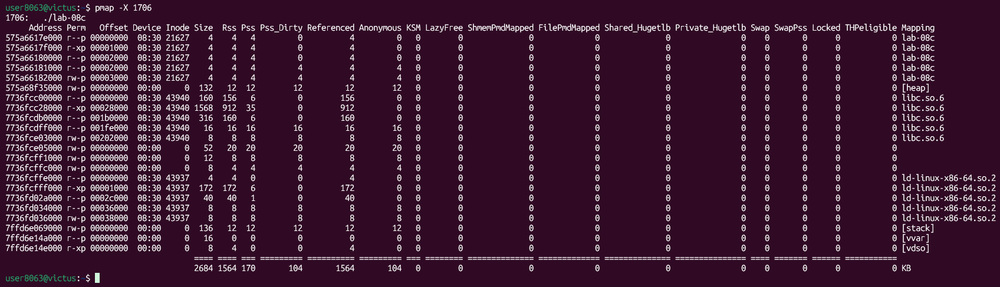 user8063@victus:~$ pmap -X 1706
1706:   ./lab-08c
     Address Perm   Offset Device Inode Size  Rss Pss Pss_Dirty Referenced Anonymous KSM LazyFree ShmemPmdMapped FilePmdMapped Shared_Hugetlb Private_Hugetlb Swap SwapPss Locked THPeligible Mapping
575a6617e000 r--p 00000000  08:30 21627    4    4   4         0          4         0   0        0              0             0              0               0    0       0      0           0 lab-08c
575a6617f000 r-xp 00001000  08:30 21627    4    4   4         0          4         0   0        0              0             0              0               0    0       0      0           0 lab-08c
575a66180000 r--p 00002000  08:30 21627    4    4   4         0          4         0   0        0              0             0              0               0    0       0      0           0 lab-08c
575a66181000 r--p 00002000  08:30 21627    4    4   4         4          4         4   0        0              0             0              0               0    0       0      0           0 lab-08c
575a66182000 rw-p 00003000  08:30 21627    4    4   4         4          4         4   0        0              0             0              0               0    0       0      0           0 lab-08c
575a68f35000 rw-p 00000000  00:00     0  132   12  12        12         12        12   0        0              0             0              0               0    0       0      0           0 [heap]
7736fcc00000 r--p 00000000  08:30 43940  160  156   6         0        156         0   0        0              0             0              0               0    0       0      0           0 libc.so.6
7736fcc28000 r-xp 00028000  08:30 43940 1568  912  35         0        912         0   0        0              0             0              0               0    0       0      0           0 libc.so.6
7736fcdb0000 r--p 001b0000  08:30 43940  316  160   6         0        160         0   0        0              0             0              0               0    0       0      0           0 libc.so.6
7736fcdff000 r--p 001fe000  08:30 43940   16   16  16        16         16        16   0        0              0             0              0               0    0       0      0           0 libc.so.6
7736fce03000 rw-p 00202000  08:30 43940    8    8   8         8          8         8   0        0              0             0              0               0    0       0      0           0 libc.so.6
7736fce05000 rw-p 00000000  00:00     0   52   20  20        20         20        20   0        0              0             0              0               0    0       0      0           0
7736fcff1000 rw-p 00000000  00:00     0   12    8   8         8          8         8   0        0              0             0              0               0    0       0      0           0
7736fcffc000 rw-p 00000000  00:00     0    8    4   4         4          4         4   0        0              0             0              0               0    0       0      0           0
7736fcffe000 r--p 00000000  08:30 43937    4    4   0         0          4         0   0        0              0             0              0               0    0       0      0           0 ld-linux-x86-64.so.2
7736fcfff000 r-xp 00001000  08:30 43937  172  172   6         0        172         0   0        0              0             0              0               0    0       0      0           0 ld-linux-x86-64.so.2
7736fd02a000 r--p 0002c000  08:30 43937   40   40   1         0         40         0   0        0              0             0              0               0    0       0      0           0 ld-linux-x86-64.so.2
7736fd034000 r--p 00036000  08:30 43937    8    8   8         8          8         8   0        0              0             0              0               0    0       0      0           0 ld-linux-x86-64.so.2
7736fd036000 rw-p 00038000  08:30 43937    8    8   8         8          8         8   0        0              0             0              0               0    0       0      0           0 ld-linux-x86-64.so.2
7ffd6e069000 rw-p 00000000  00:00     0  136   12  12        12         12        12   0        0              0             0              0               0    0       0      0           0 [stack]
7ffd6e14a000 r--p 00000000  00:00     0   16    0   0         0          0         0   0        0              0             0              0               0    0       0      0           0 [vvar]
7ffd6e14e000 r-xp 00000000  00:00     0    8    4   0         0          4         0   0        0              0             0              0               0    0       0      0           0 [vdso]
                                        ==== ==== === ========= ========== ========= === ======== ============== ============= ============== =============== ==== ======= ====== ===========
                                        2684 1564 170       104       1564       104   0        0              0             0              0               0    0       0      0           0 KB
user8063@victus:~$